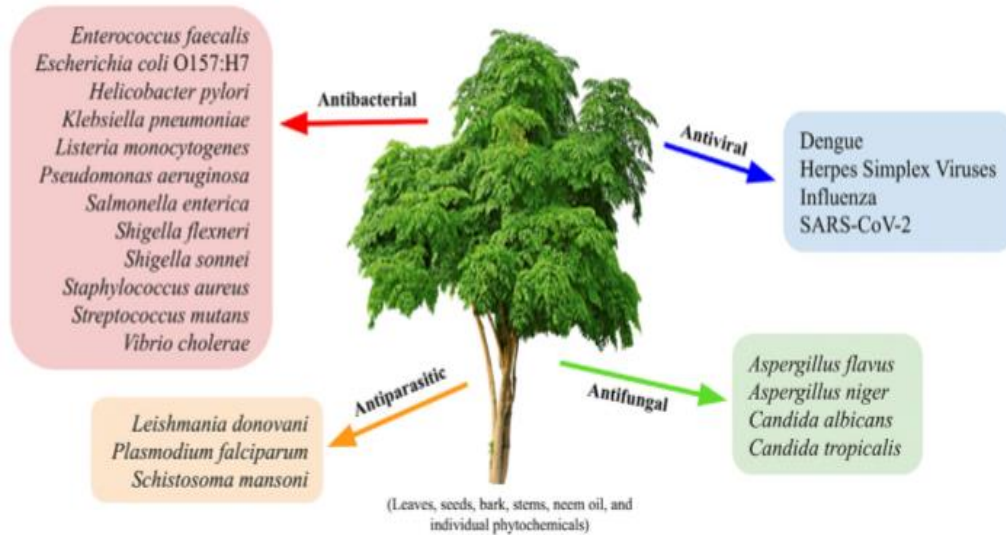 Enterococcus faecalis
Escherichia coli O157:H7
Helicobacter pylori
Klebsiella pneumoniae
Listeria monocytogenes
Pseudomonas aeruginosa
Salmonella enterica
Shigella flexneri
Shigella sonnei
Staphylococcus aureus
Streptococcus mutans
Vibrio cholerae
Antibacterial
Antiviral
Dengue
Herpes Simplex Viruses
Influenza
SARS-CoV-2
Antiparasitic
Leishmania donovani
Plasmodium falciparum
Schistosoma mansoni
Antifungal
Aspergillus flavus
Aspergillus niger
Candida albicans
Candida tropicalis
(Leaves, seeds, bark, stems, neem oil, and
individual phytochemicals)